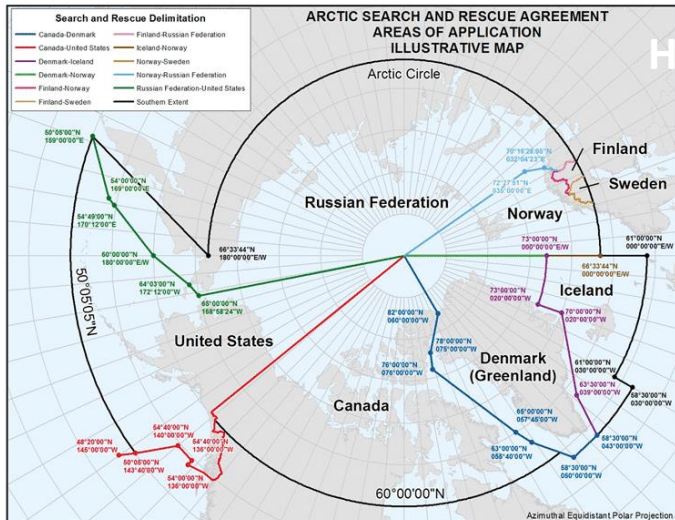 ARCTIC SEARCH AND RESCUE AGREEMENT
AREAS OF APPLICATION
ILLUSTRATIVE MAP
Search and Rescue Delimitation
Canada-Denmark
Canada-United States
Denmark-Iceland
Denmark-Norway
Finland-Norway
Finland-Sweden
Finland-Russian Federation
Iceland-Norway
Norway-Sweden
Norway-Russian Federation
Russian Federation-United States
Southern Extent
H
Arctic Circle
50°05'00"N
159°00'00"E
54°00'00"N
169°00'00"E
54°49'00"N
170°12'00"E
60°00'00"N
180°00'00"E/W
64°03'00"N
172°12'00"W
65°00'00"N
168°58'24"W
66°33'44"N
180°00'00"E/W
50°05'05"N
Russian Federation
Finland
Sweden
Norway
73°00'00"N
000°00'00"E/W
61°00'00"N
000°00'00"E/W
66°33'44"N
000°00'00"E/W
73°00'00"N
020°00'00"W
Iceland
70°00'00"N
020°00'00"W
United States
82°00'00"N
060°00'00"W
78°00'00"N
075°00'00"W
76°00'00"N
076°00'00"W
Denmark
(Greenland)
61°00'00"N
030°00'00"W
63°30'00"N
039°00'00"W
58°30'00"N
030°00'00"W
Canada
65°00'00"N
057°45'00"W
63°00'00"N
055°40'00"W
58°30'00"N
043°00'00"W
58°30'00"N
050°00'00"W
48°20'00"N
145°00'00"W
54°40'00"N
140°00'00"W
54°40'00"N
136°00'00"W
50°05'00"N
143°40'00"W
54°00'00"N
136°00'00"W
60°00'00"N
Azimuthal Equidistant Polar Projection